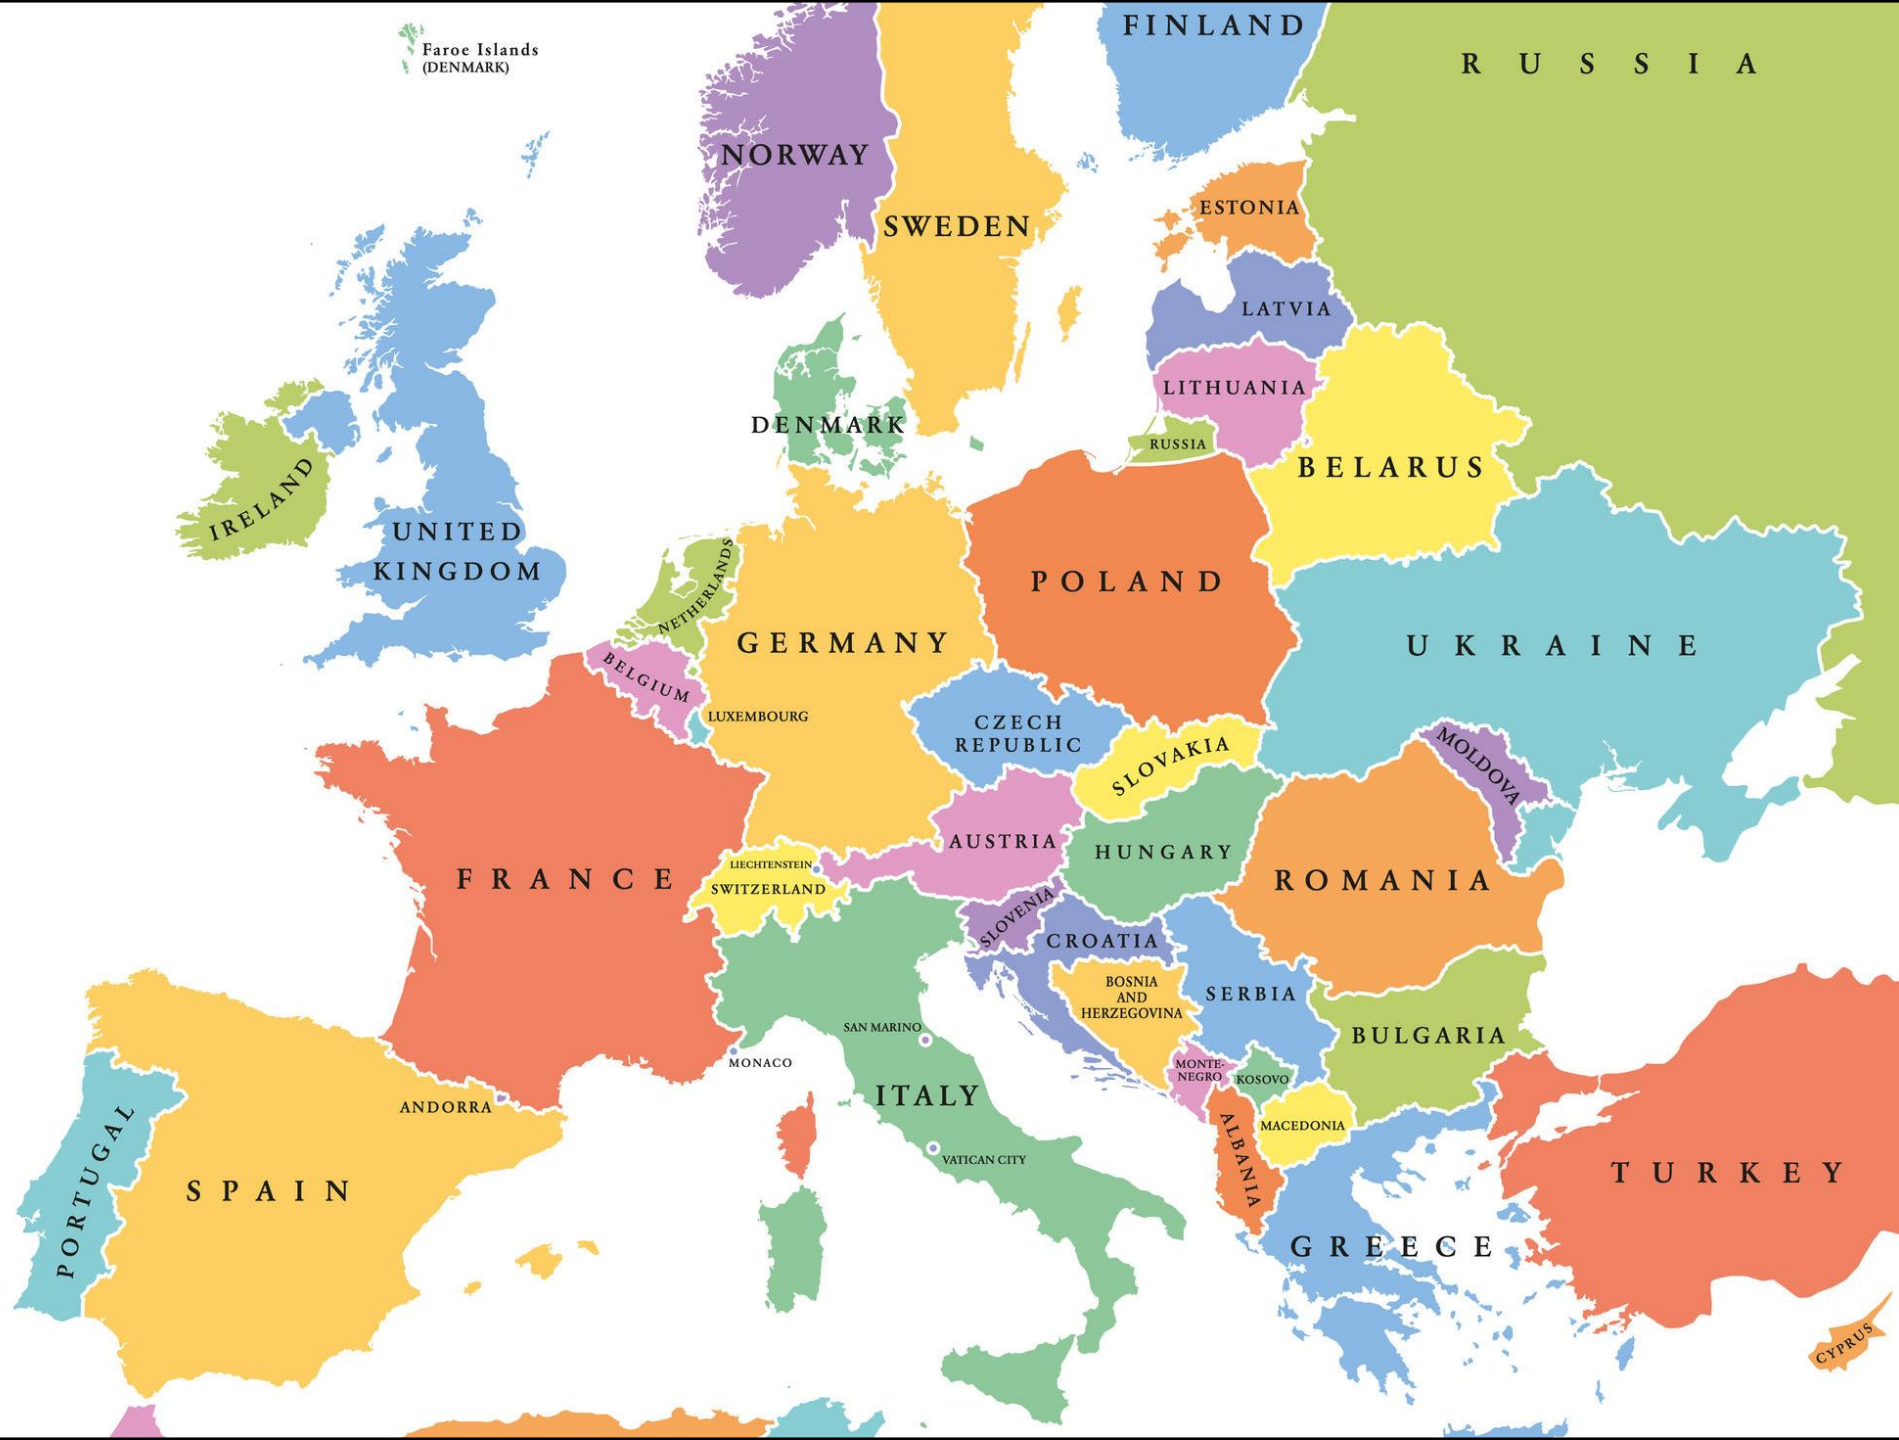 FINLAND
RUSSIA
Faroe Islands
(DENMARK)
NORWAY
ESTONIA
SWEDEN
LATVIA
LITHUANIA
DENMARK
RUSSIA
BELARUS
IRELAND
UNITED
KINGDOM
NETHERLANDS
POLAND
GERMANY
UKRAINE
BELGIUM
LUXEMBOURG
CZECH
REPUBLIC
SLOVAKIA
MOLDOVA
AUSTRIA
HUNGARY
LIECHTENSTEIN
SWITZERLAND
FRANCE
ROMANIA
SLOVENIA
CROATIA
BOSNIA
AND
HERZEGOVINA
SERBIA
SAN MARINO
BULGARIA
MONACO
MONTE-
NEGRO
KOSOVO
ITALY
ANDORRA
MACEDONIA
ALBANIA
VATICAN CITY
TURKEY
PORTUGAL
SPAIN
GREECE
CYPRUS